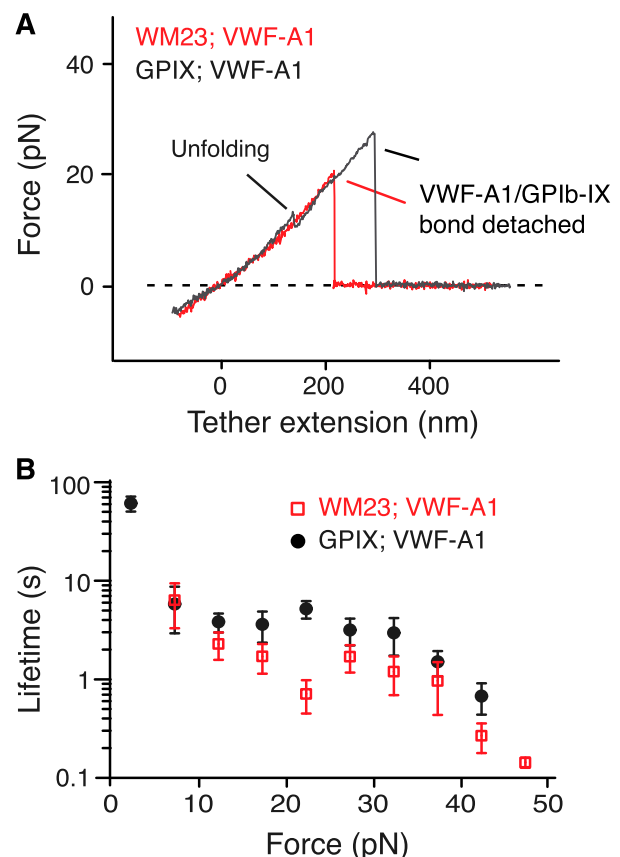 A
WM23; VWF-A1
GPIX; VWF-A1
40
20
0
Force (pN)
Unfolding
VWF-A1/GPIb-IX
bond detached
0 200 400
Tether extension (nm)
B
100
10
1
0.1
Lifetime (s)
WM23; VWF-A1
GPIX; VWF-A1
0 10 20 30 40 50
Force (pN)